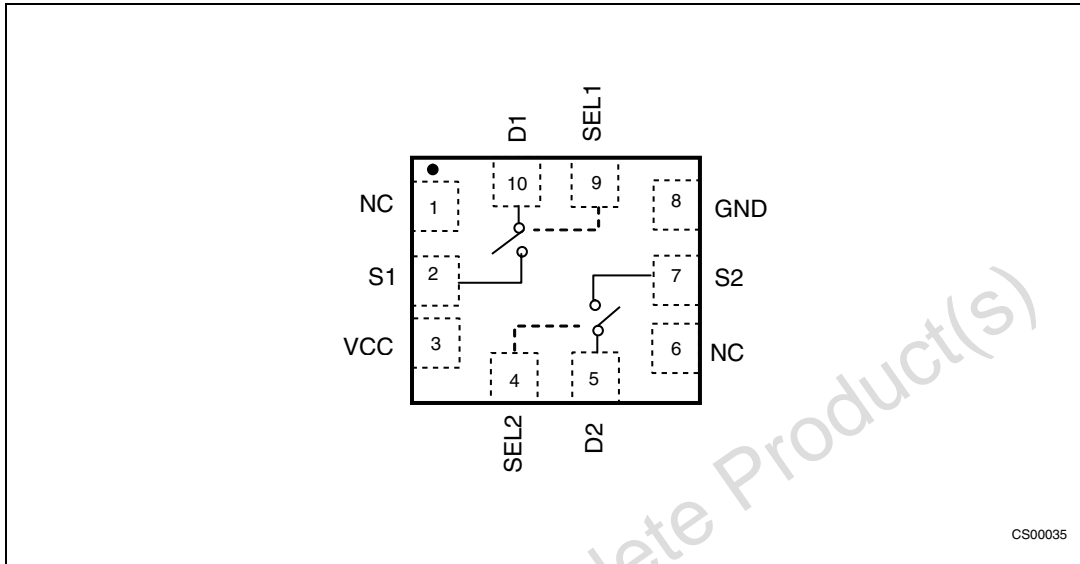 D1 SEL1
NC 1 10 9 8 GND
S1 2 7 S2
VCC 3 6 NC
4 5
SEL2 D2
lete Product(s)
CS00035